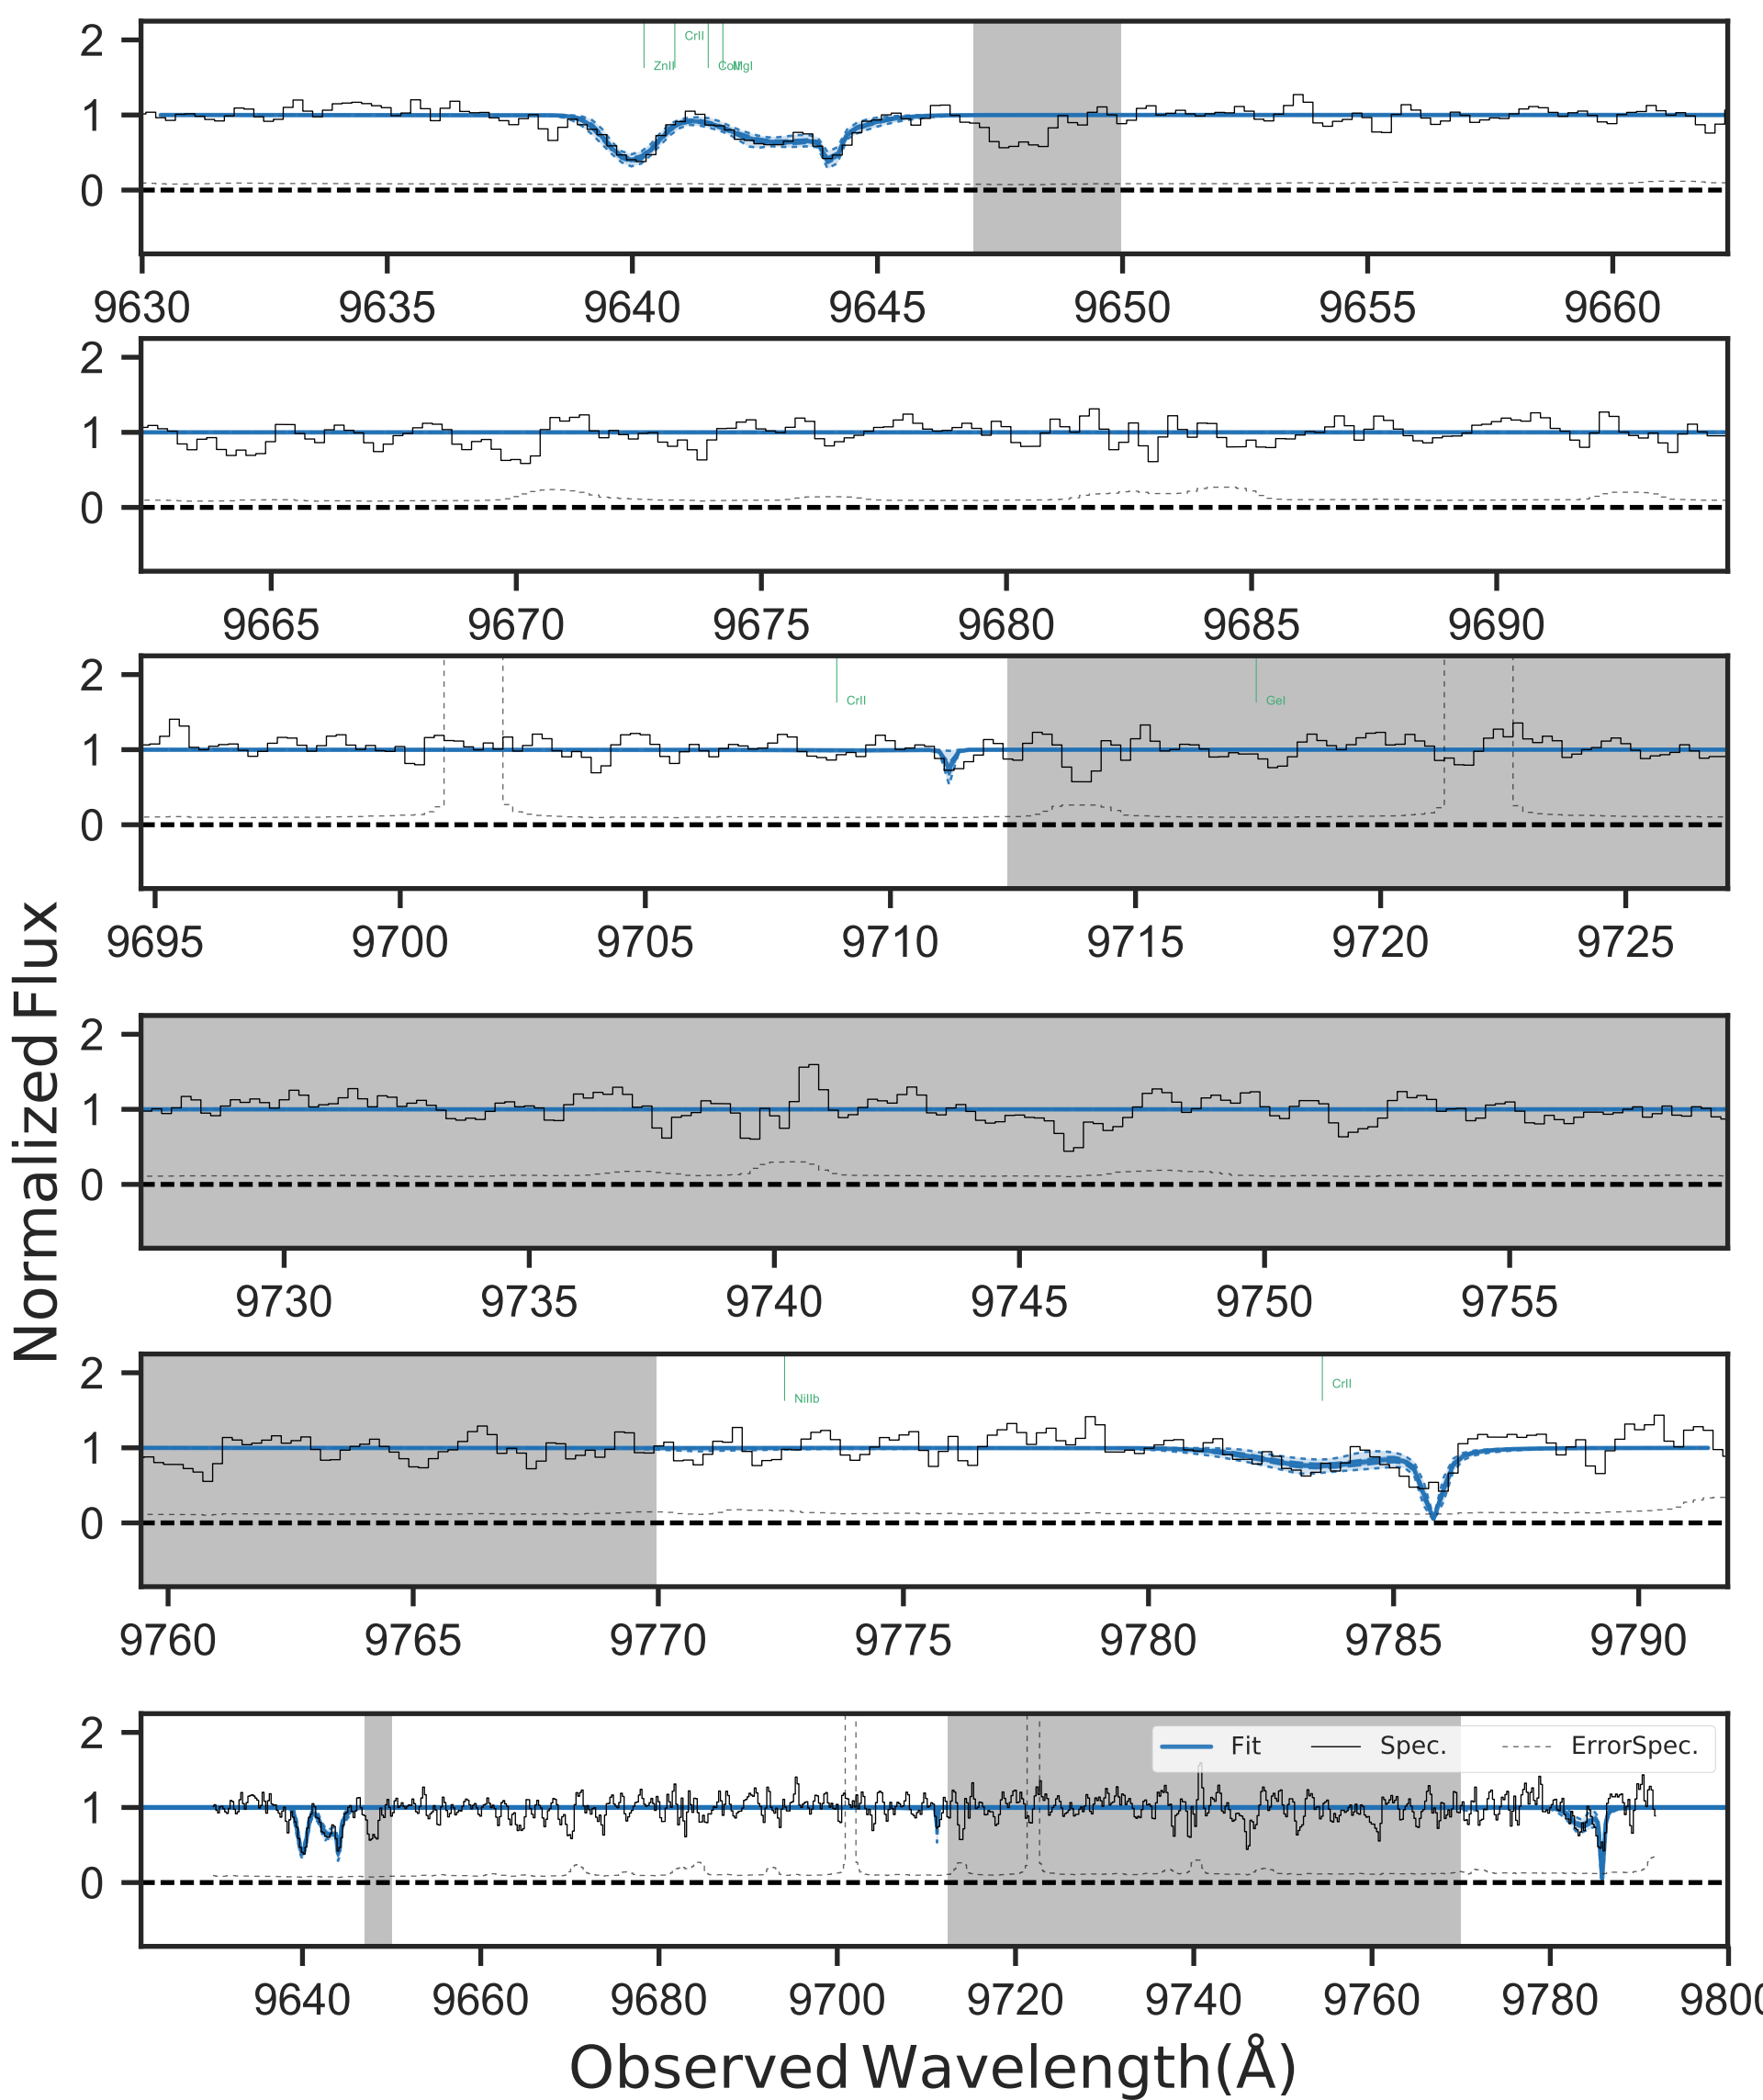 2
CrII
ZnII CoII MgI
1
0
9630 9635 9640 9645 9650 9655 9660
2
1
0
9665 9670 9675 9680 9685 9690
2
CrII GeI
1
0
9695 9700 9705 9710 9715 9720 9725
Normalized Flux
2
1
0
9730 9735 9740 9745 9750 9755
2
CrII
NiIIb
1
0
9760 9765 9770 9775 9780 9785 9790
2
Fit Spec. ErrorSpec.
1
0
9640 9660 9680 9700 9720 9740 9760 9780 9800
Observed Wavelength(Å)